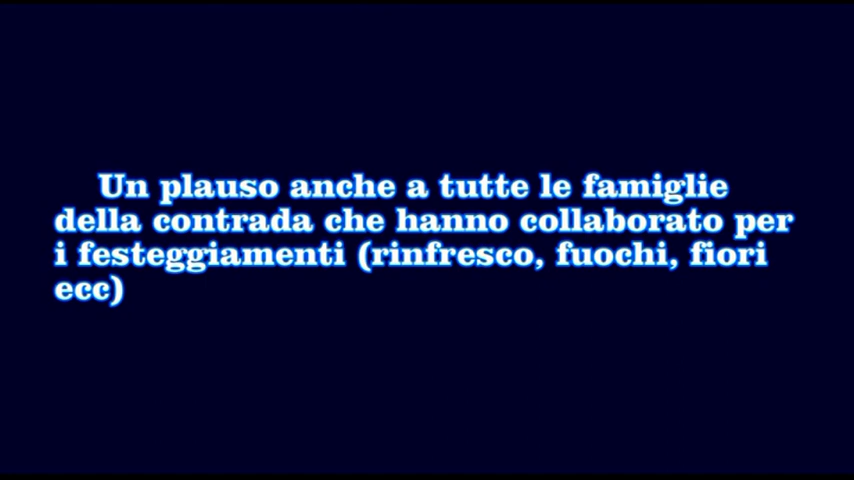 Un plauso anche a tutte le famiglie
della contrada che hanno collaborato per
i festeggiamenti (rinfresco, fuochi, fiori
ecc)